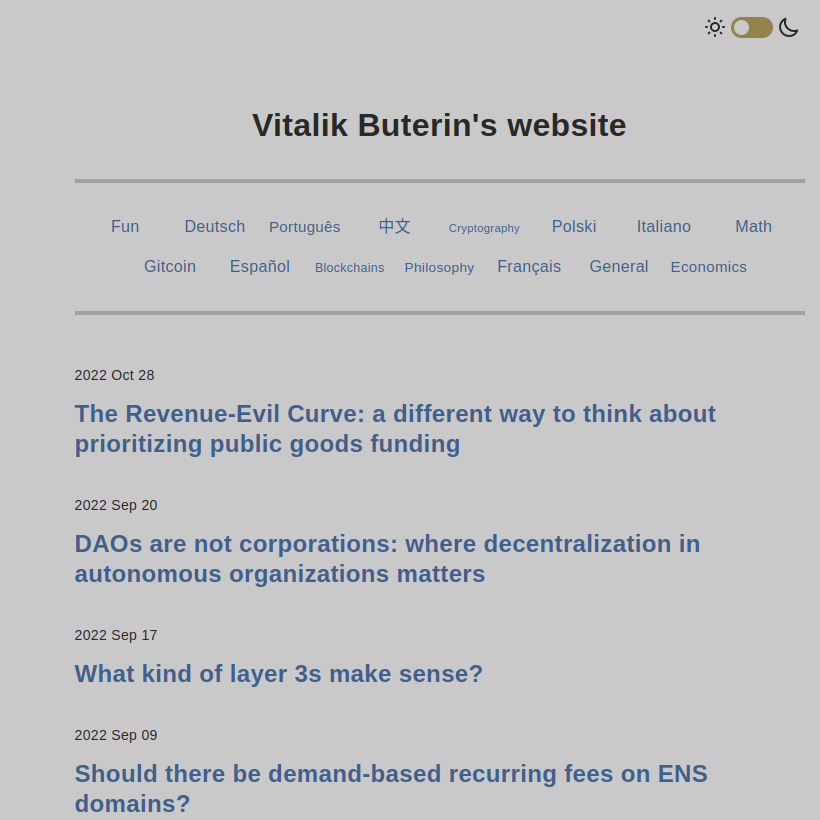 Vitalik Buterin's website
Fun Deutsch Português 中文 Cryptography Polski Italiano Math
Gitcoin Español Blockchains Philosophy Français General Economics
2022 Oct 28
The Revenue-Evil Curve: a different way to think about
prioritizing public goods funding
2022 Sep 20
DAOs are not corporations: where decentralization in
autonomous organizations matters
2022 Sep 17
What kind of layer 3s make sense?
2022 Sep 09
Should there be demand-based recurring fees on ENS
domains?